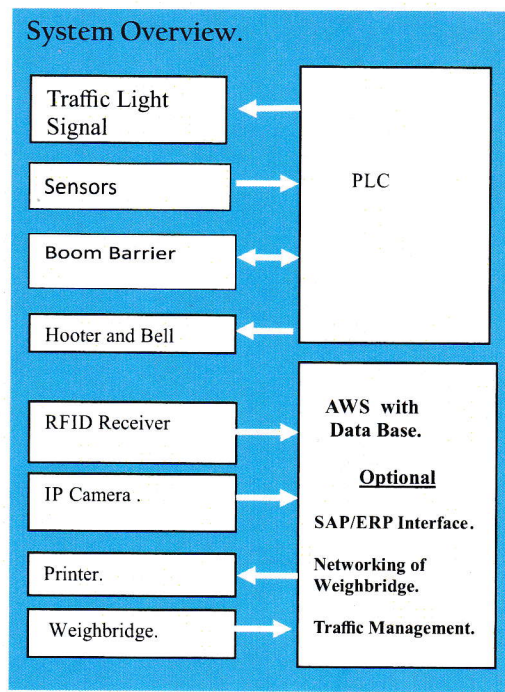 System Overview.
Traffic Light
Signal
Sensors
Boom Barrier
Hooter and Bell
PLC
RFID Receiver
IP Camera .
Printer.
Weighbridge.
AWS with
Data Base.
Optional
SAP/ERP Interface.
Networking of
Weighbridge.
Traffic Management.